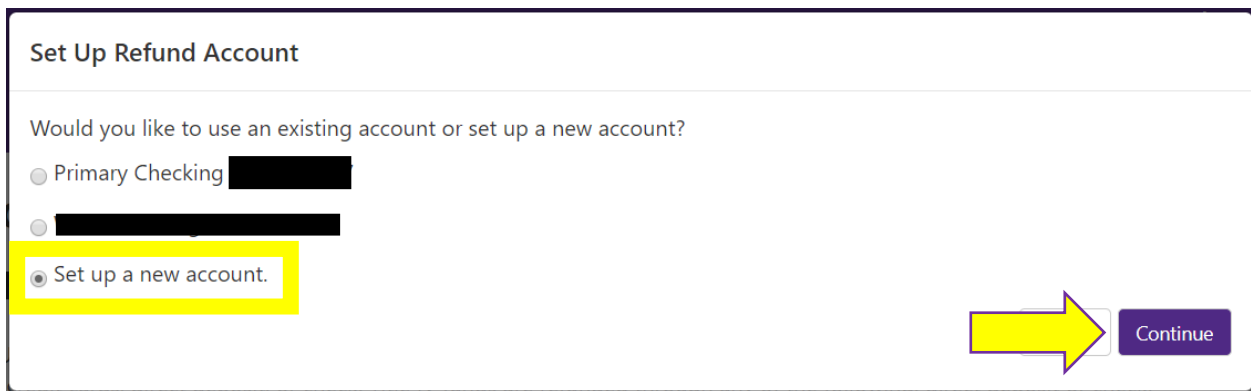 Set Up Refund Account
Would you like to use an existing account or set up a new account?
Primary Checking
Set up a new account.
Continue